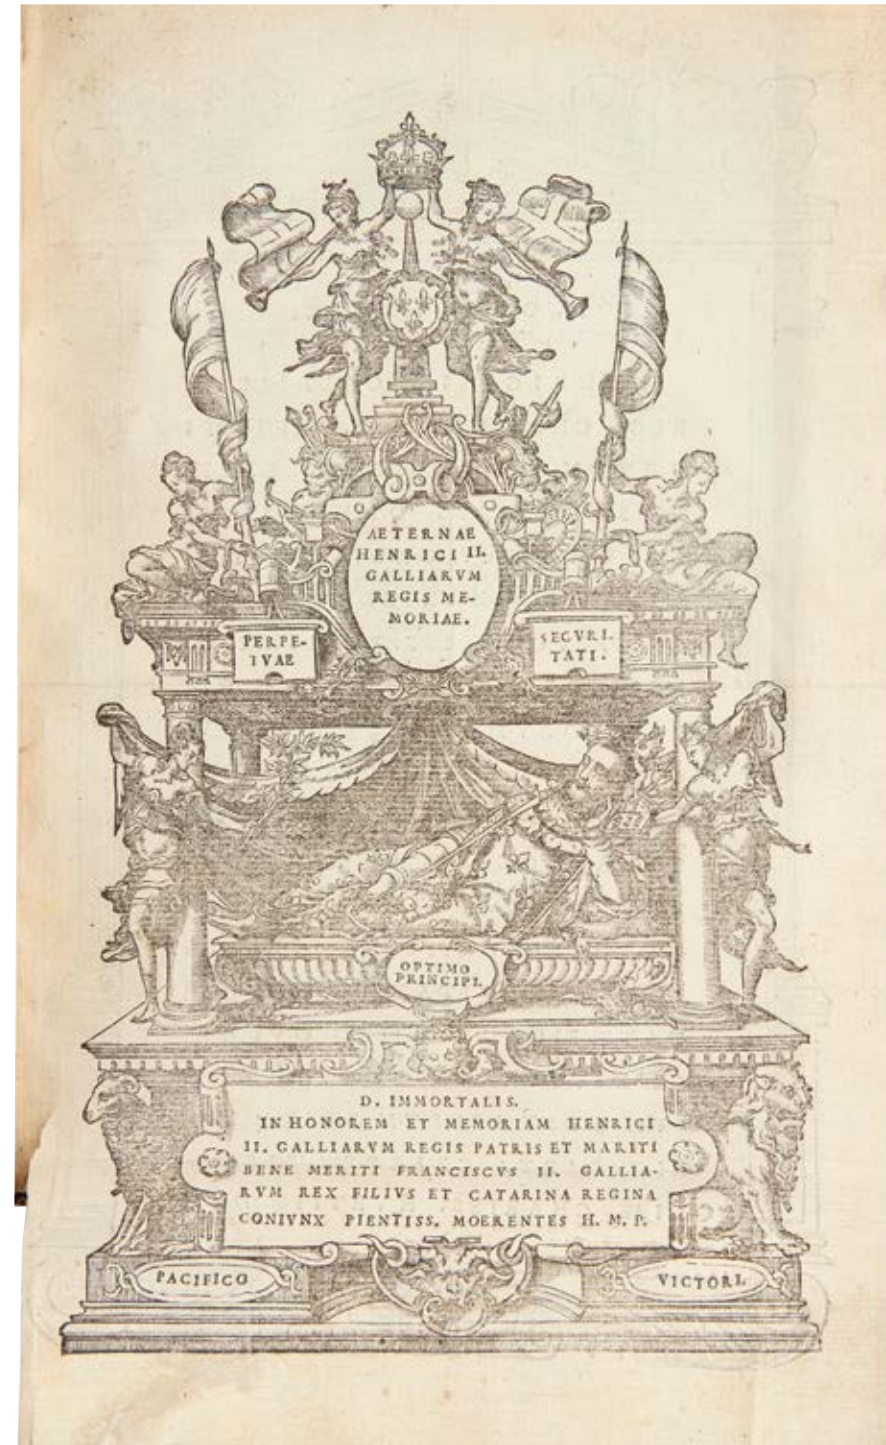 AETERNAE
HENRICI II.
GALLIARVM
REGIS ME-
MORIAE.
PERPE-
TVAE
SECVRI-
TATI.
OPTIMO
PRINCIPI.
D. IMMORTALIS.
IN HONOREM ET MEMORIAM HENRICI
II. GALLIARVM REGIS PATRIS ET MARITI
BENE MERITI FRANCISCVS II. GALLIA-
RVM REX FILIVS ET CATARINA REGINA
CONIVNX PIENTISS. MOERENTES H. M. P.
PACIFICO
VICTORI.